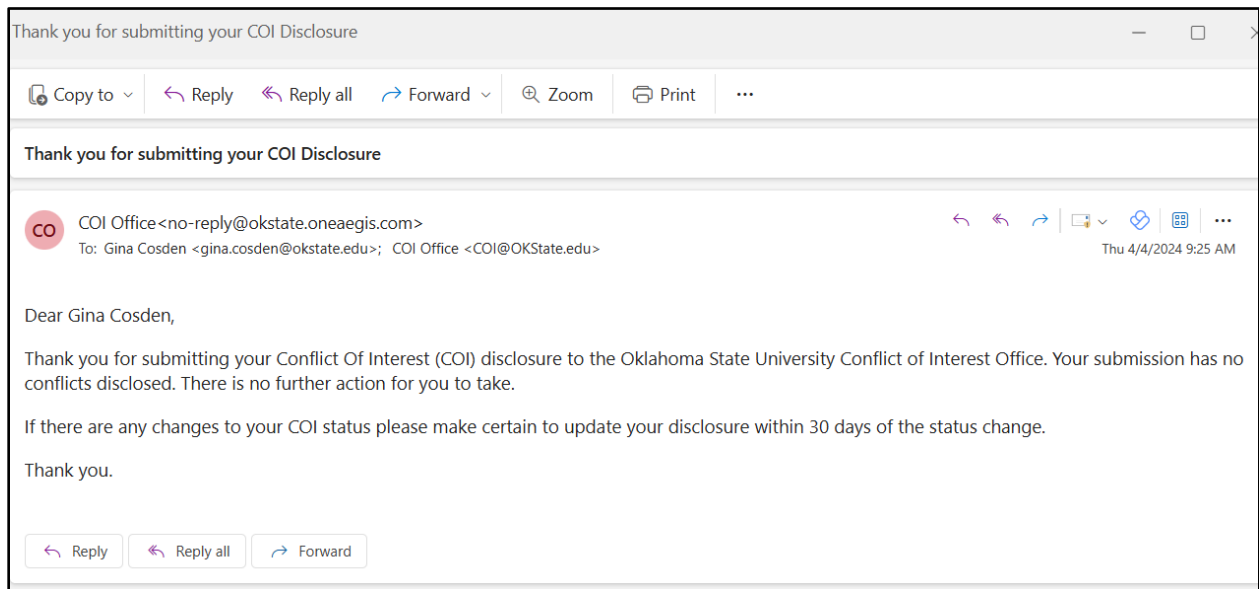 Thank you for submitting your COI Disclosure
Copy to Reply Reply all Forward Zoom Print ...
Thank you for submitting your COI Disclosure
CO COI Office<no-reply@okstate.oneaegis.com>
To: Gina Cosden <gina.cosden@okstate.edu>; COI Office <COI@OKState.edu>
Thu 4/4/2024 9:25 AM
Dear Gina Cosden,
Thank you for submitting your Conflict Of Interest (COI) disclosure to the Oklahoma State University Conflict of Interest Office. Your submission has no
conflicts disclosed. There is no further action for you to take.
If there are any changes to your COI status please make certain to update your disclosure within 30 days of the status change.
Thank you.
Reply Reply all Forward